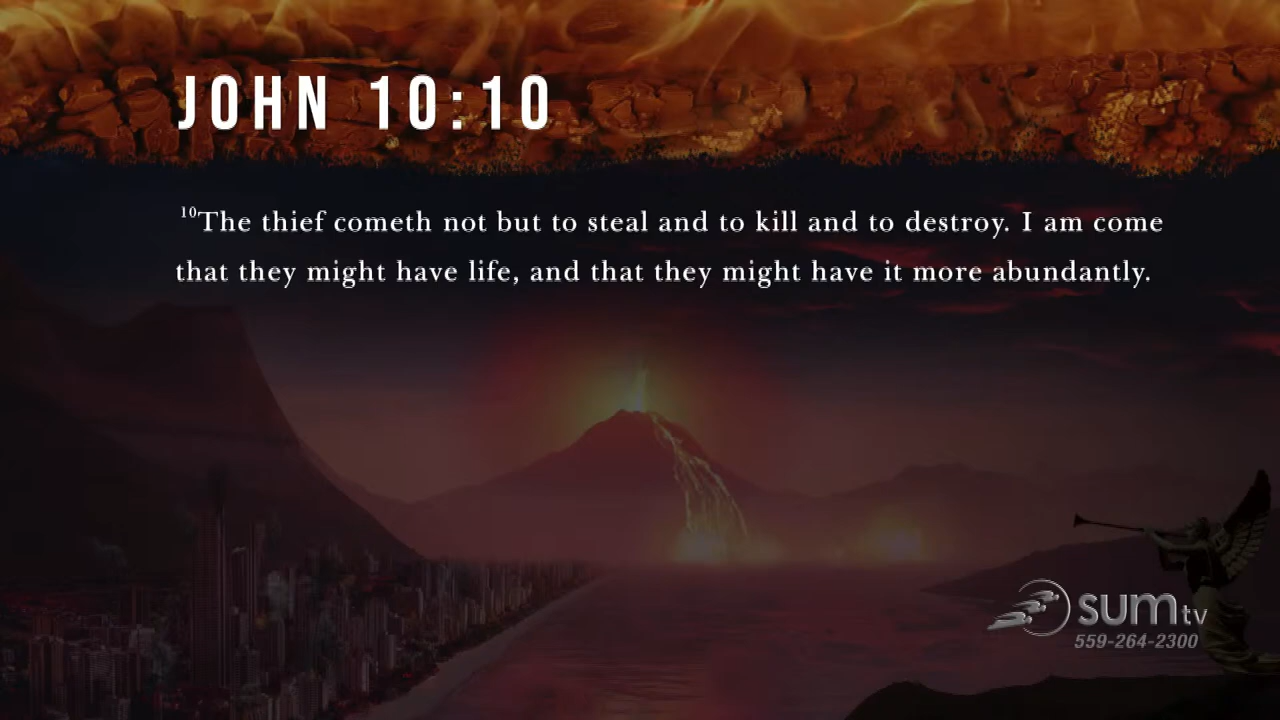 JOHN 10:10
10The thief cometh not but to steal and to kill and to destroy. I am come
that they might have life, and that they might have it more abundantly.
sumtv
559-264-2300